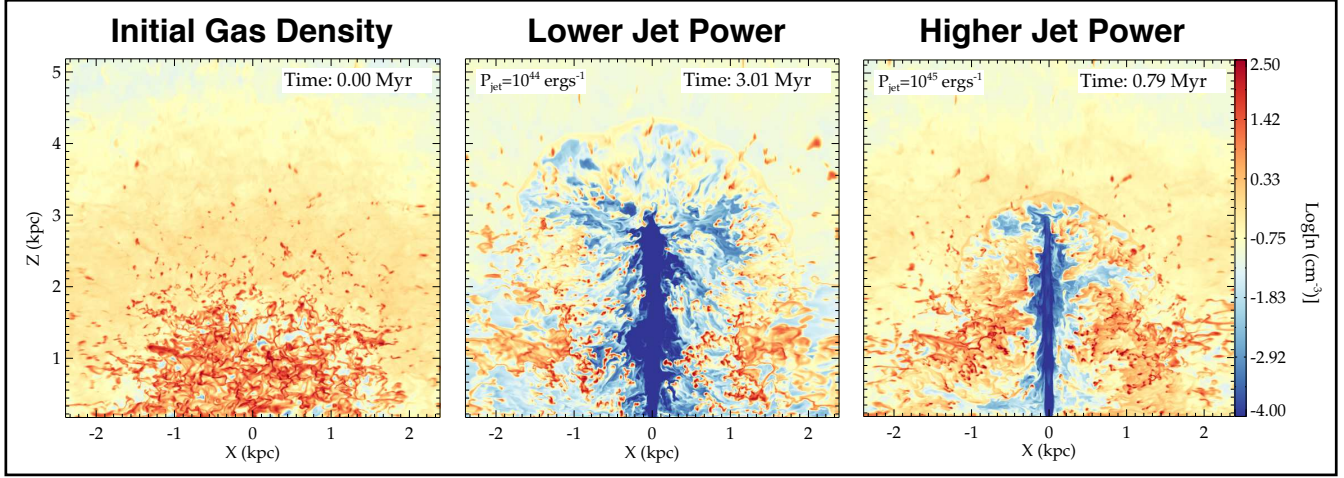 Initial Gas Density
Lower Jet Power
Higher Jet Power
Time: 0.00 Myr
P_jet=10^44 ergs^-1
Time: 3.01 Myr
P_jet=10^45 ergs^-1
Time: 0.79 Myr
5
4
3
2
1
Z (kpc)
-2 -1 0 1 2
X (kpc)
-2 -1 0 1 2
X (kpc)
-2 -1 0 1 2
X (kpc)
2.50
1.42
0.33
-0.75
-1.83
-2.92
-4.00
Log[n (cm^-3)]